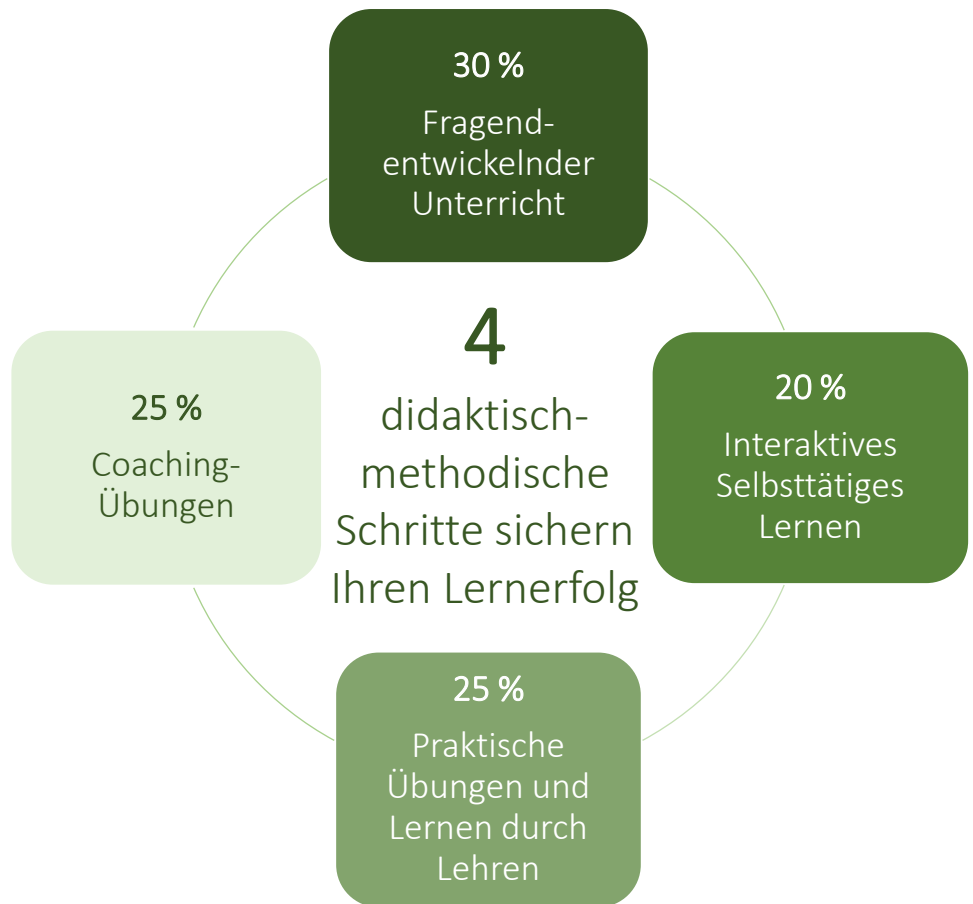 30 %
Fragend-
entwickelnder
Unterricht
4
didaktisch-
methodische
Schritte sichern
Ihren Lernerfolg
20 %
Interaktives
Selbsttätiges
Lernen
25 %
Praktische
Übungen und
Lernen durch
Lehren
25 %
Coaching-
Übungen